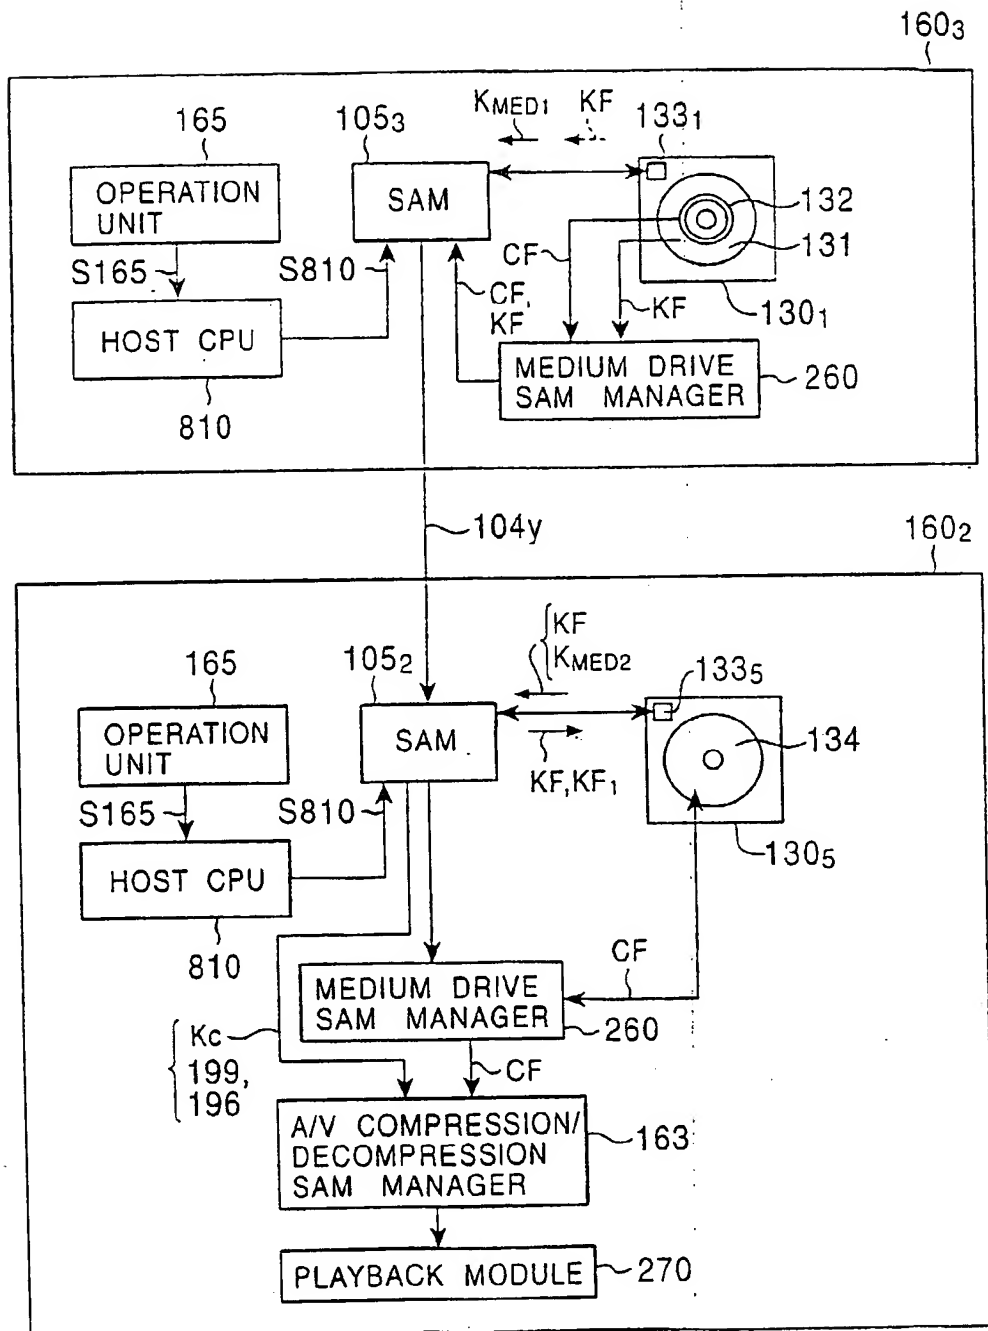 160₃
165
105₃
K_MED1 KF
133₁
OPERATION
UNIT
SAM
132
131
S165
S810
CF
CF,
KF
KF
130₁
HOST CPU
MEDIUM DRIVE
SAM MANAGER
260
810
104y
160₂
KF
K_MED2
165
105₂
133₅
OPERATION
UNIT
SAM
134
KF,KF₁
S165
S810
130₅
HOST CPU
810
CF
MEDIUM DRIVE
SAM MANAGER
260
Kc
199,
196
CF
A/V COMPRESSION/
DECOMPRESSION
SAM MANAGER
163
PLAYBACK MODULE
270